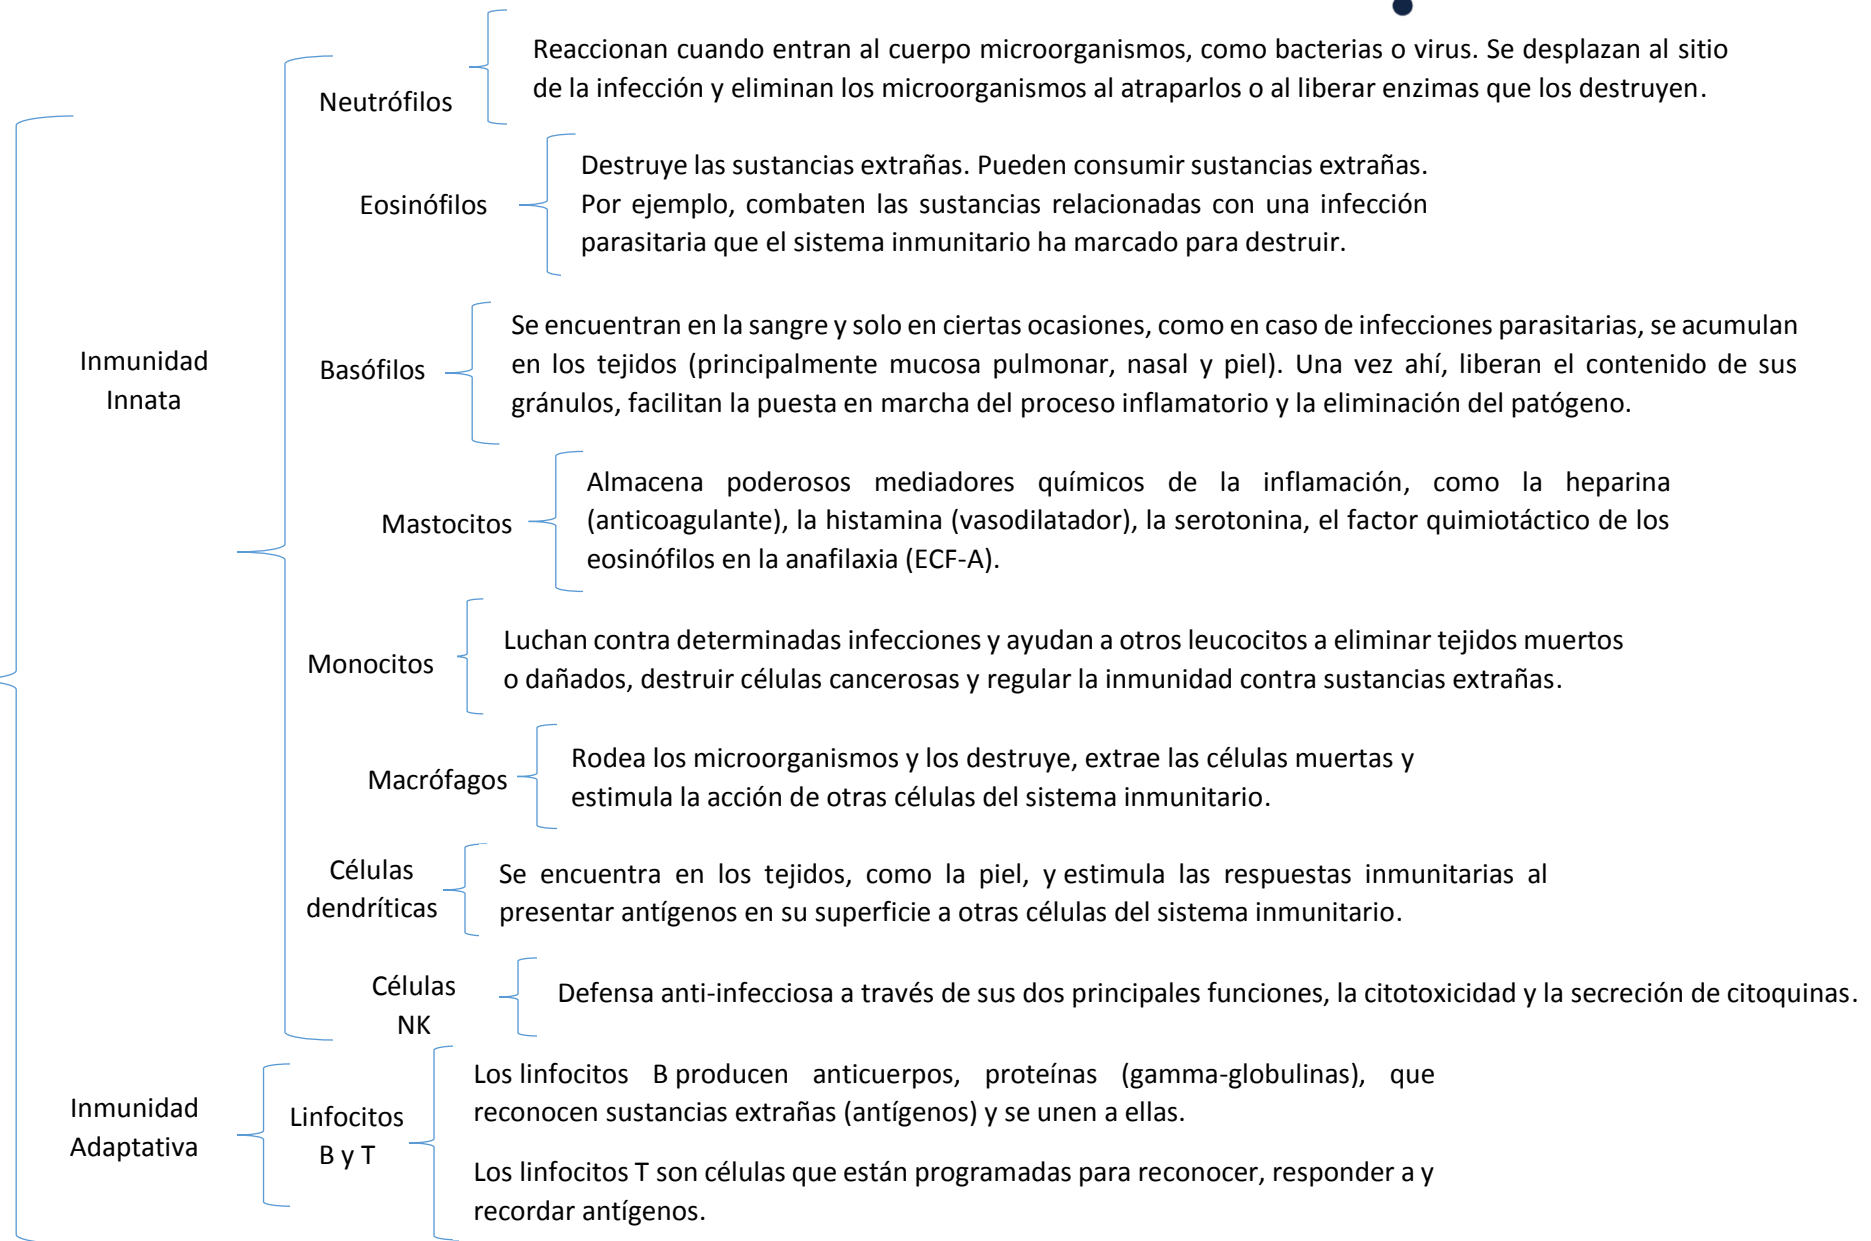 Reaccionan cuando entran al cuerpo microorganismos, como bacterias o virus. Se desplazan al sitio
de la infección y eliminan los microorganismos al atraparlos o al liberar enzimas que los destruyen.
Neutrófilos
Destruye las sustancias extrañas. Pueden consumir sustancias extrañas.
Por ejemplo, combaten las sustancias relacionadas con una infección
parasitaria que el sistema inmunitario ha marcado para destruir.
Eosinófilos
Inmunidad
Innata
Se encuentran en la sangre y solo en ciertas ocasiones, como en caso de infecciones parasitarias, se acumulan
en los tejidos (principalmente mucosa pulmonar, nasal y piel). Una vez ahí, liberan el contenido de sus
gránulos, facilitan la puesta en marcha del proceso inflamatorio y la eliminación del patógeno.
Basófilos
Almacena poderosos mediadores químicos de la inflamación, como la heparina
(anticoagulante), la histamina (vasodilatador), la serotonina, el factor quimiotáctico de los
eosinófilos en la anafilaxia (ECF-A).
Mastocitos
Luchan contra determinadas infecciones y ayudan a otros leucocitos a eliminar tejidos muertos
o dañados, destruir células cancerosas y regular la inmunidad contra sustancias extrañas.
Monocitos
Rodea los microorganismos y los destruye, extrae las células muertas y
estimula la acción de otras células del sistema inmunitario.
Macrófagos
Células
dendríticas
Se encuentra en los tejidos, como la piel, y estimula las respuestas inmunitarias al
presentar antígenos en su superficie a otras células del sistema inmunitario.
Células
NK
Defensa anti-infecciosa a través de sus dos principales funciones, la citotoxicidad y la secreción de citoquinas.
Inmunidad
Adaptativa
Linfocitos
B y T
Los linfocitos B producen anticuerpos, proteínas (gamma-globulinas), que
reconocen sustancias extrañas (antígenos) y se unen a ellas.
Los linfocitos T son células que están programadas para reconocer, responder a y
recordar antígenos.